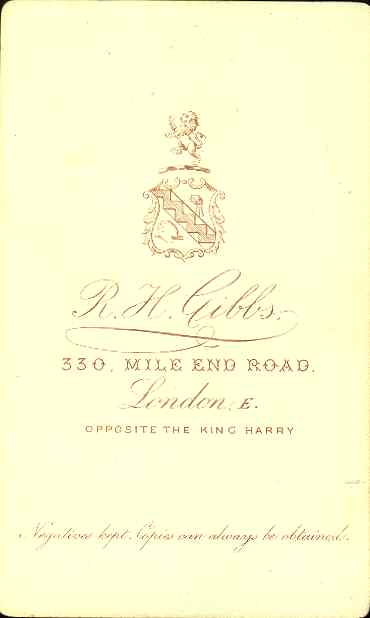 R. H. Gibbs.
330, MILE END ROAD.
London, E.
OPPOSITE THE KING HARRY
Negatives kept. Copies can always be obtained.